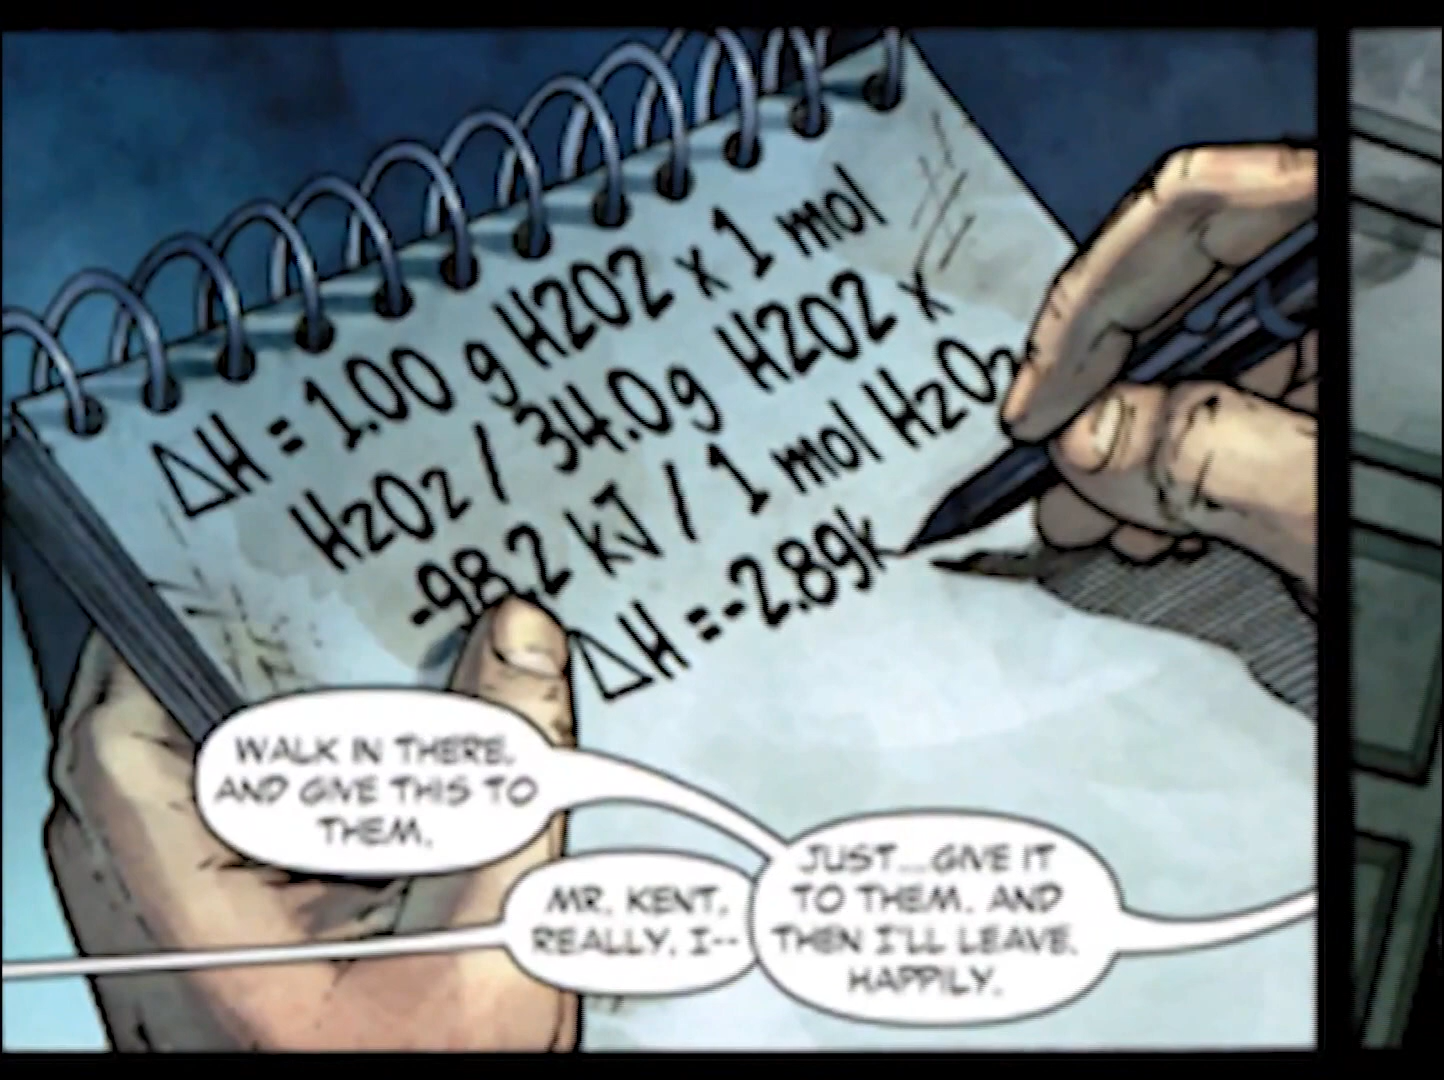 ΔH = 1.00 g H2O2 x 1 mol
H2O2 / 34.0g H2O2 x
-98.2 kJ / 1 mol H2O2
ΔH =-2.89k
WALK IN THERE.
AND GIVE THIS TO
THEM.
MR. KENT,
REALLY, I--
JUST...GIVE IT
TO THEM. AND
THEN I'LL LEAVE.
HAPPILY.